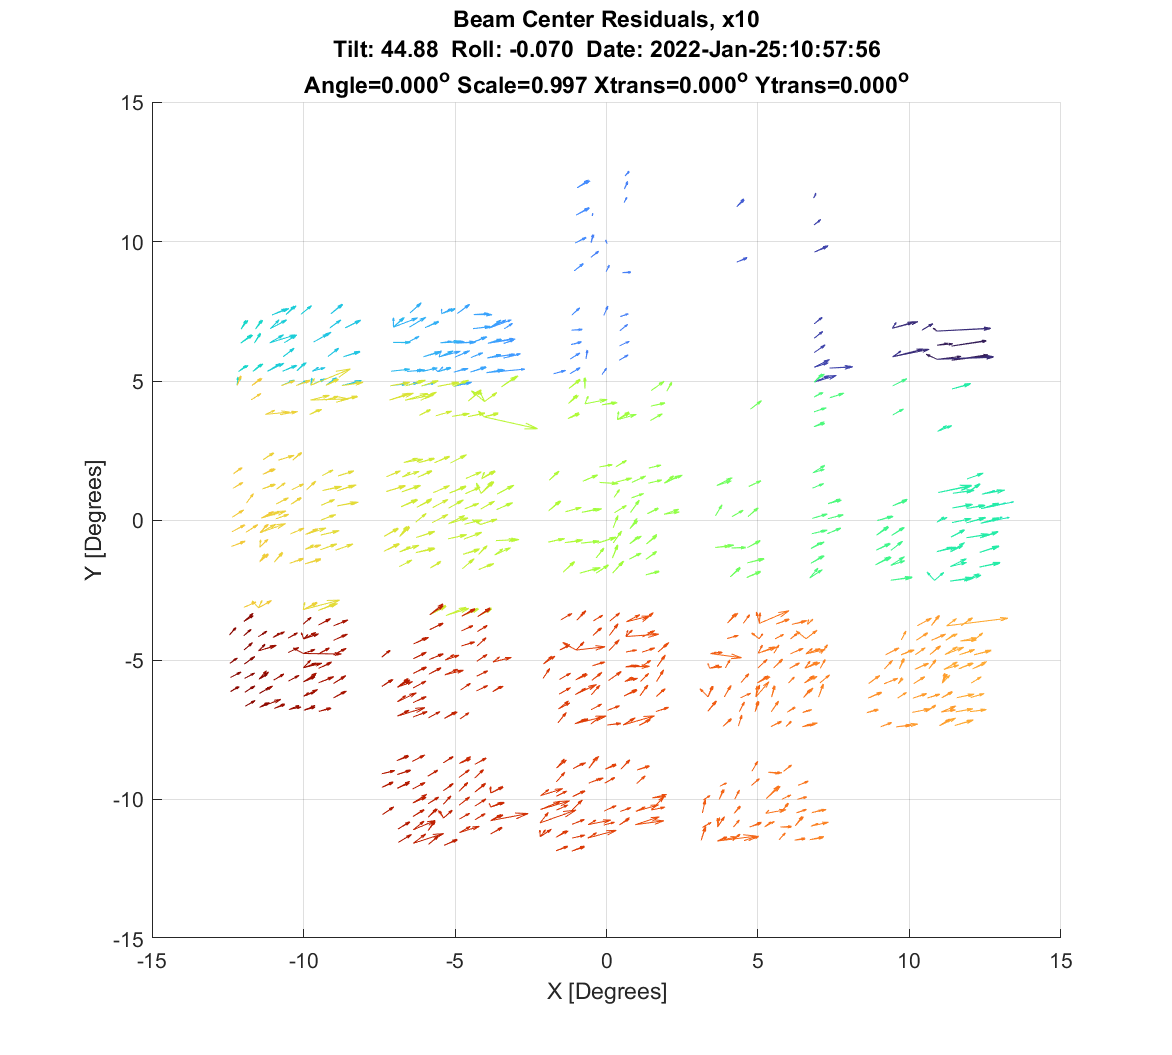 Beam Center Residuals, x10
Tilt: 44.88 Roll: -0.070 Date: 2022-Jan-25:10:57:56
Angle=0.000° Scale=0.997 Xtrans=0.000° Ytrans=0.000°
15
10
5
0
-5
-10
-15
Y [Degrees]
-15 -10 -5 0 5 10 15
X [Degrees]